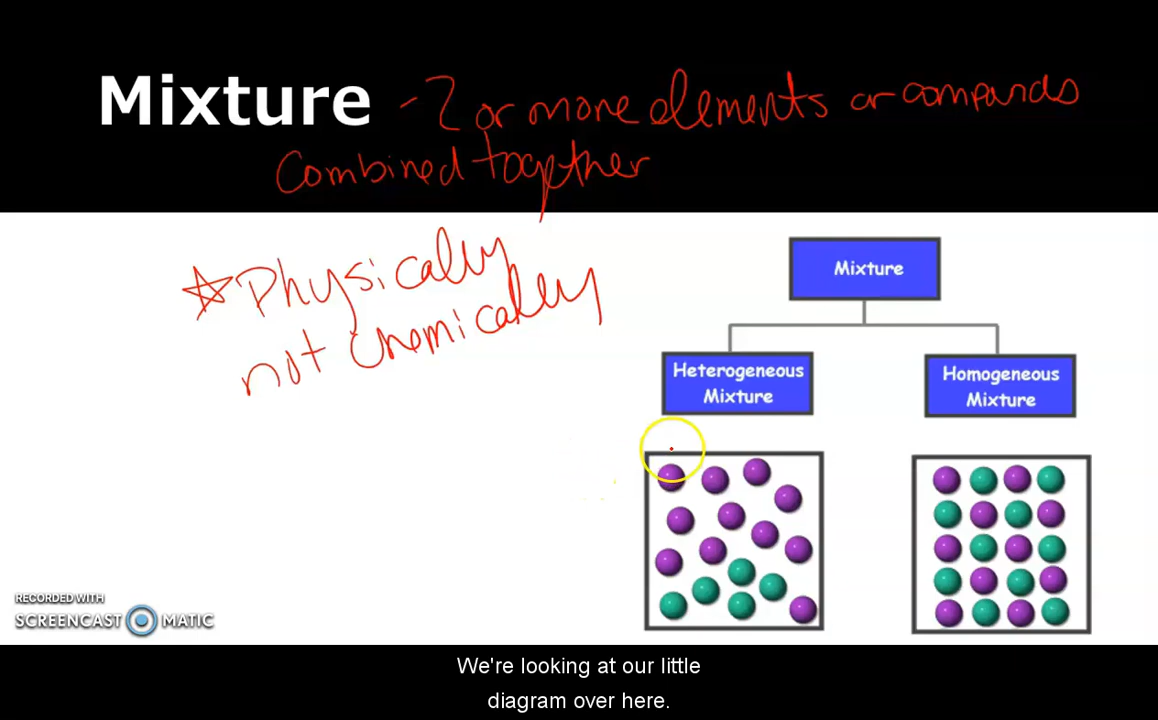 Mixture - 2 or more elements or compounds
Combined together
☆ Physically
not chemically
Mixture
Heterogeneous
Mixture
Homogeneous
Mixture
RECORDED WITH
SCREENCAST MATIC
We're looking at our little
diagram over here.